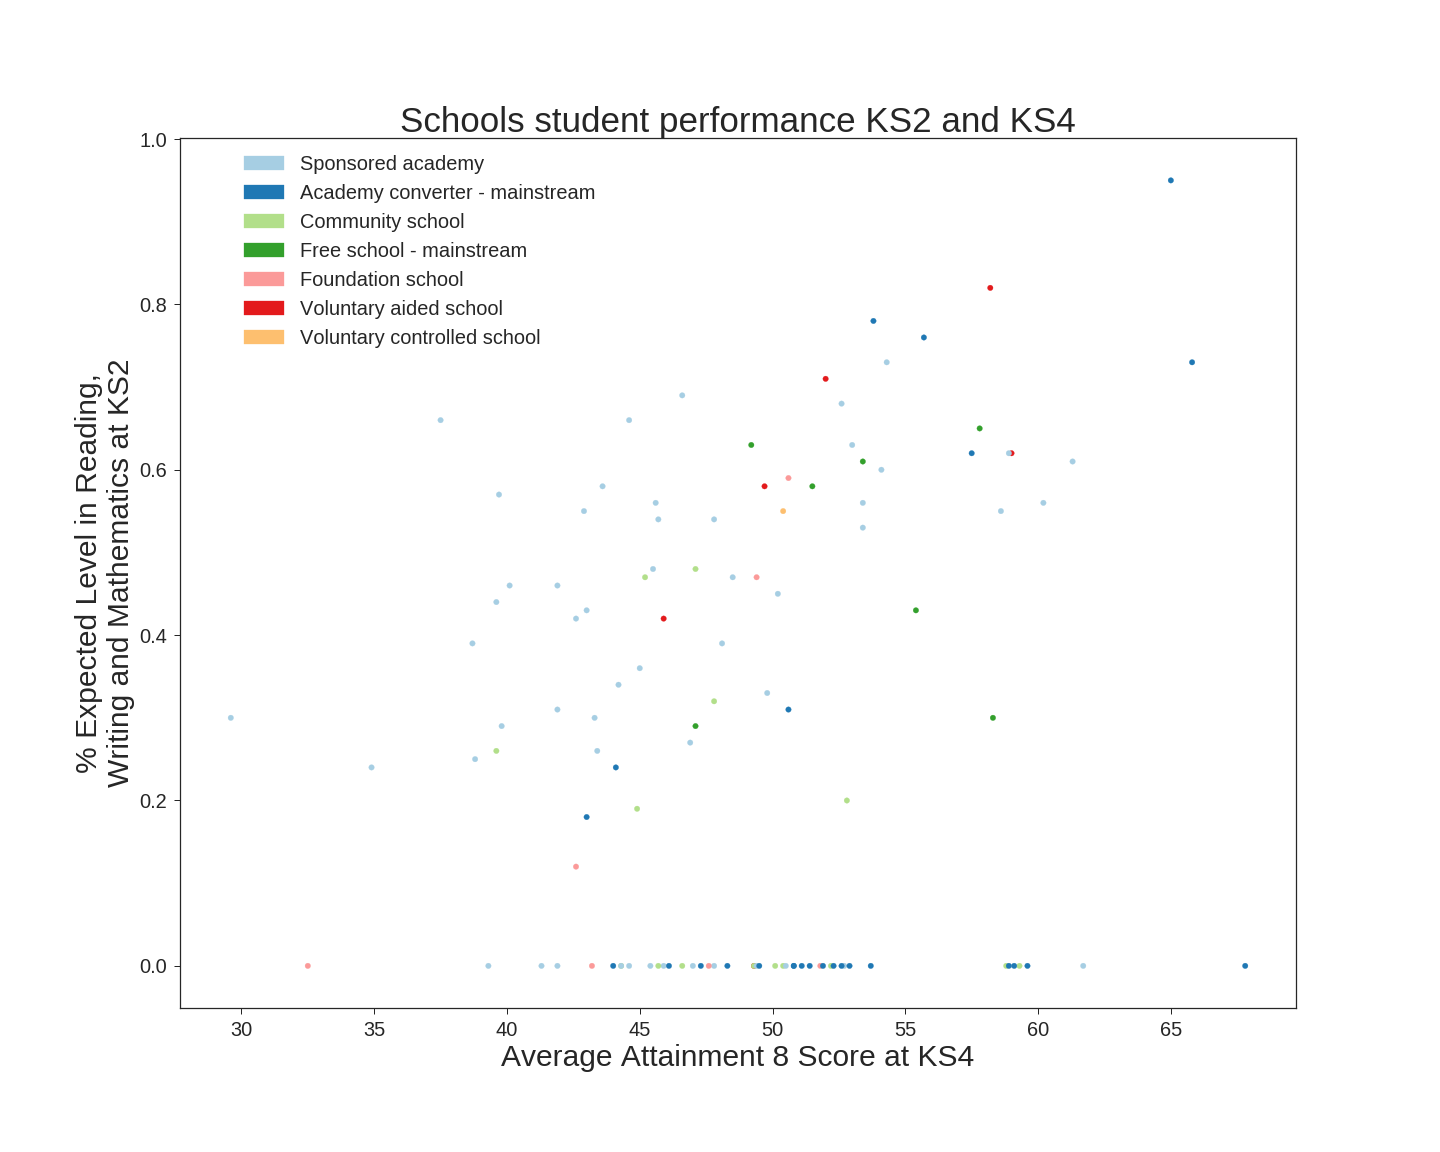 Schools student performance KS2 and KS4
1.0
0.8
0.6
0.4
0.2
0.0
% Expected Level in Reading,
Writing and Mathematics at KS2
Sponsored academy
Academy converter - mainstream
Community school
Free school - mainstream
Foundation school
Voluntary aided school
Voluntary controlled school
30 35 40 45 50 55 60 65
Average Attainment 8 Score at KS4